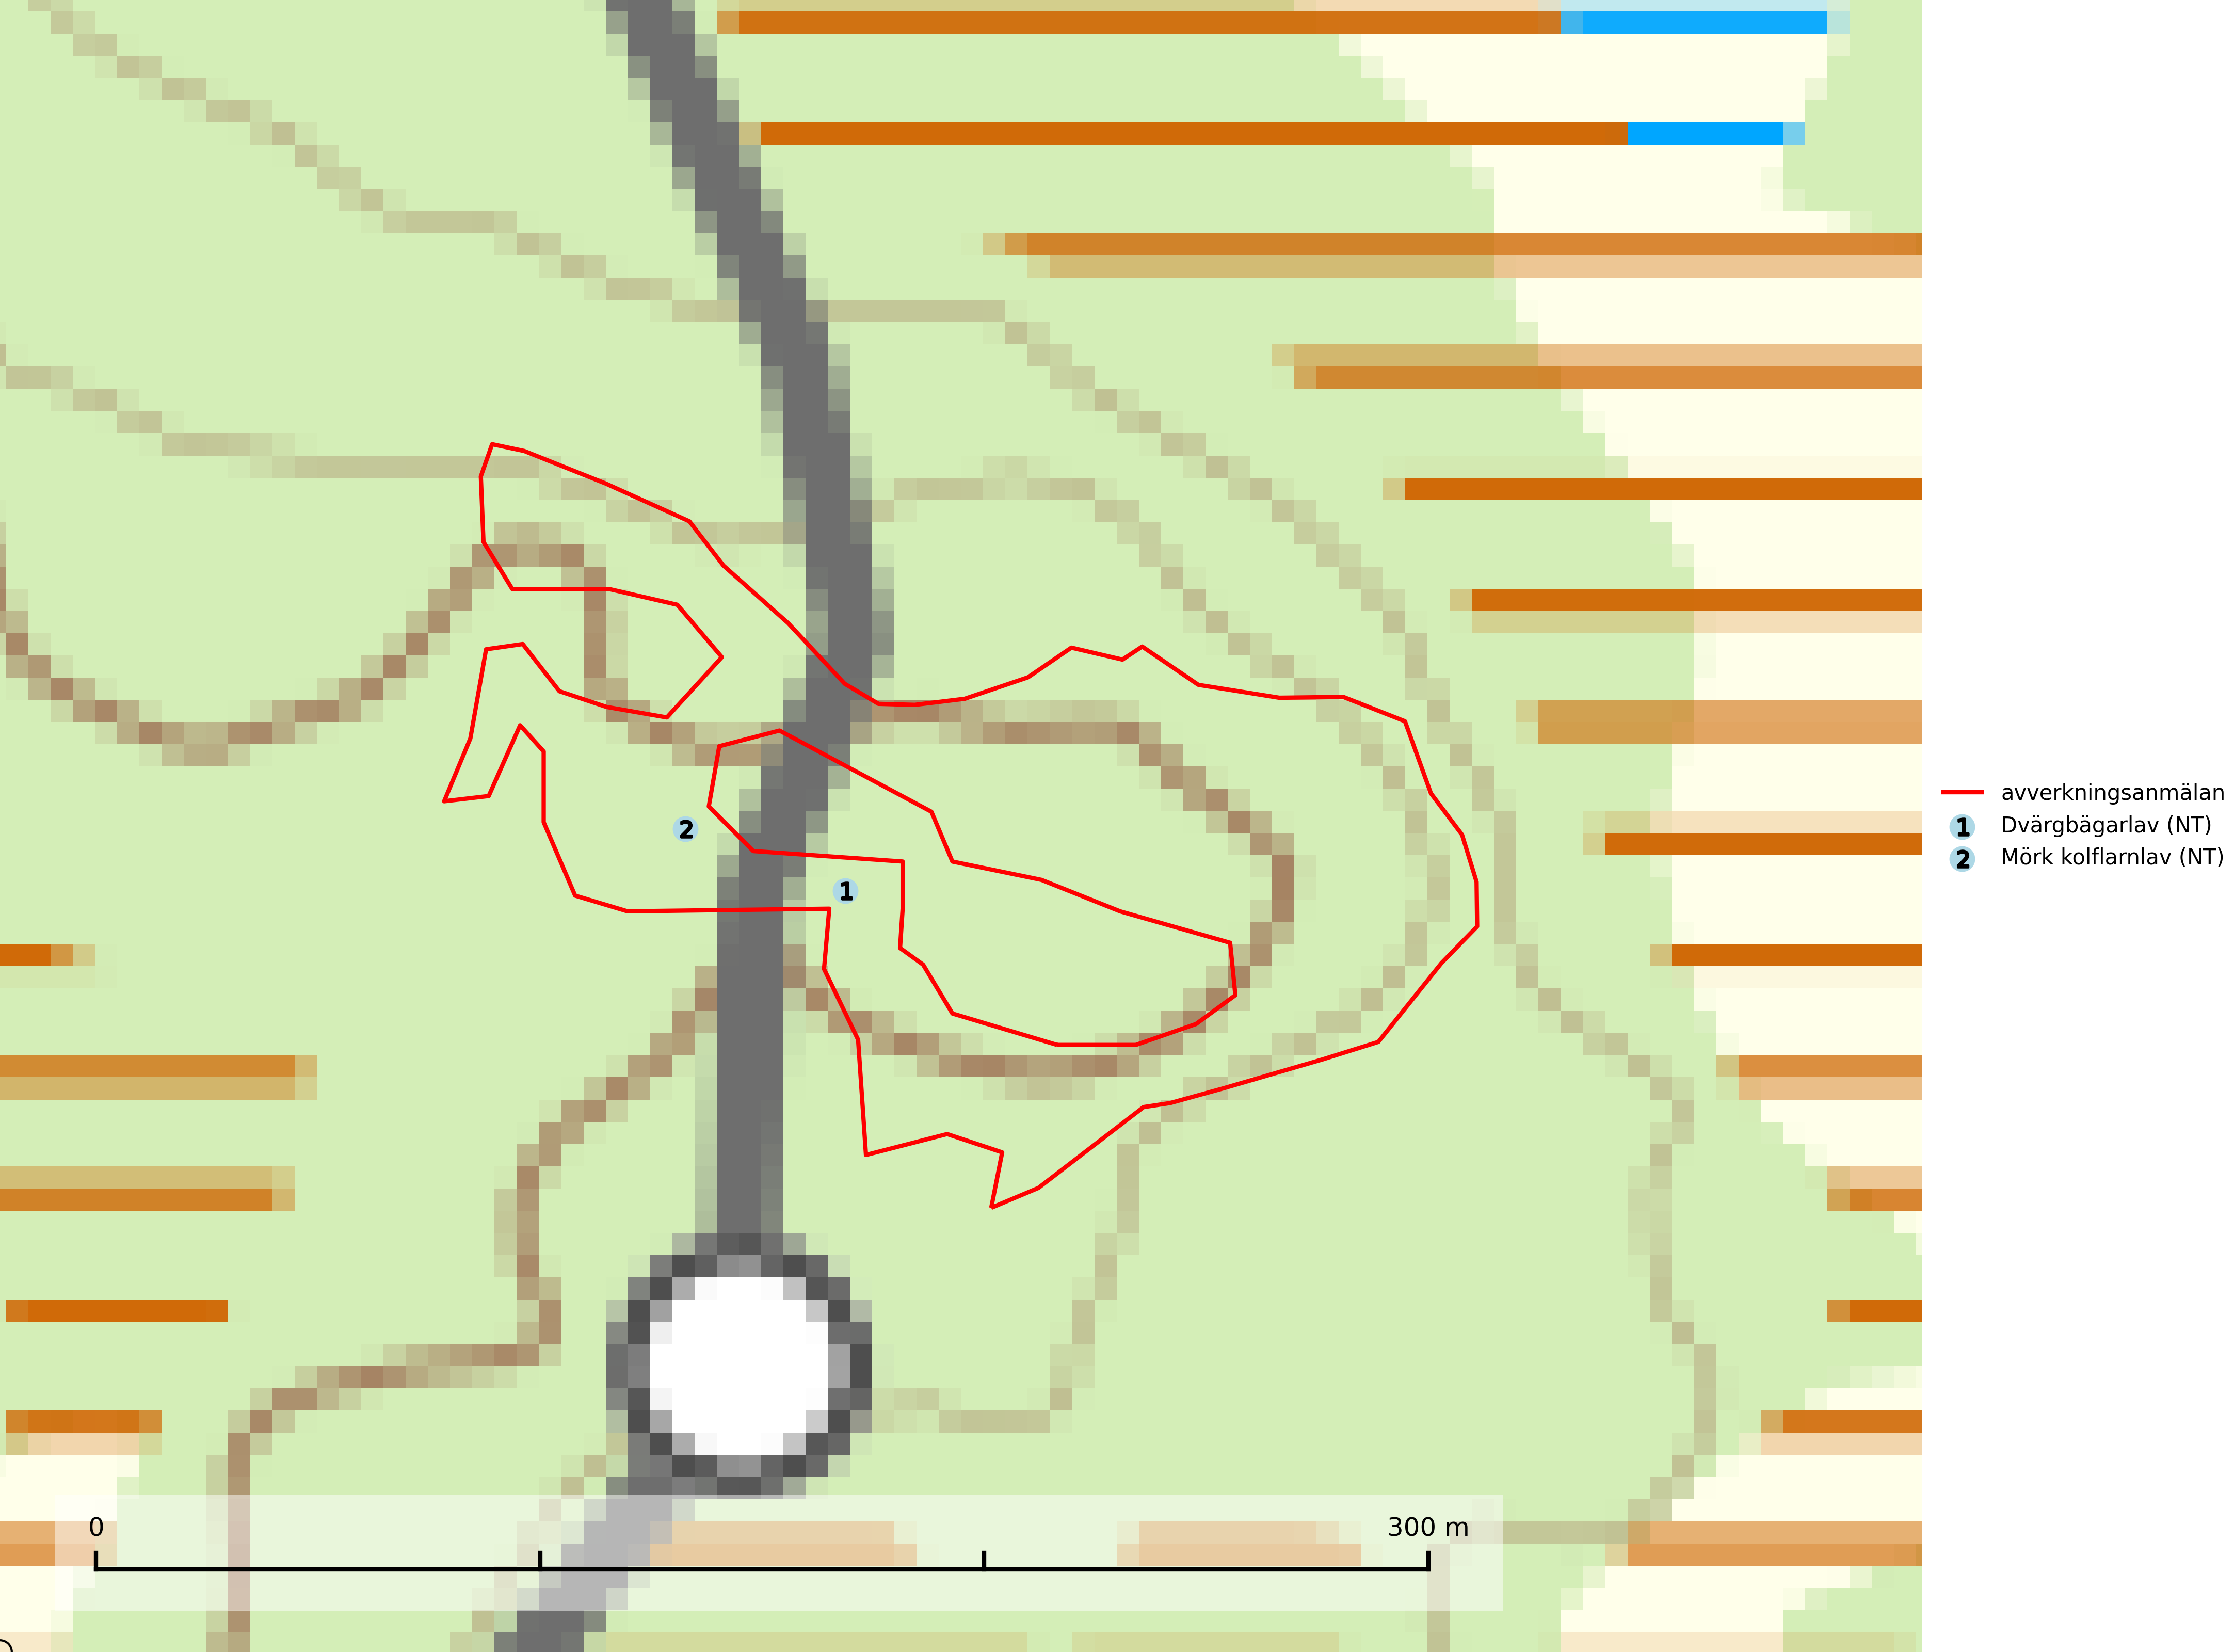 2
1
avverkningsanmälan
1 Dvärgbägarlav (NT)
2 Mörk kolflarnlav (NT)
0 300 m